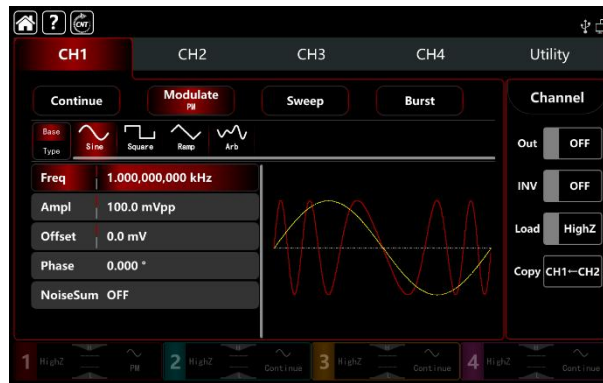 ? CNT
CH1 CH2 CH3 CH4 Utility
Continue Modulate Sweep Burst Channel
PM
Base
Type Sine Square Ramp Arb
Out OFF
Freq 1.000,000,000 kHz
INV OFF
Ampl 100.0 mVpp
Offset 0.0 mV
Load HighZ
Phase 0.000 °
Copy CH1←CH2
NoiseSum OFF
1 HighZ PM 2 HighZ Continue 3 HighZ Continue 4 HighZ Continue